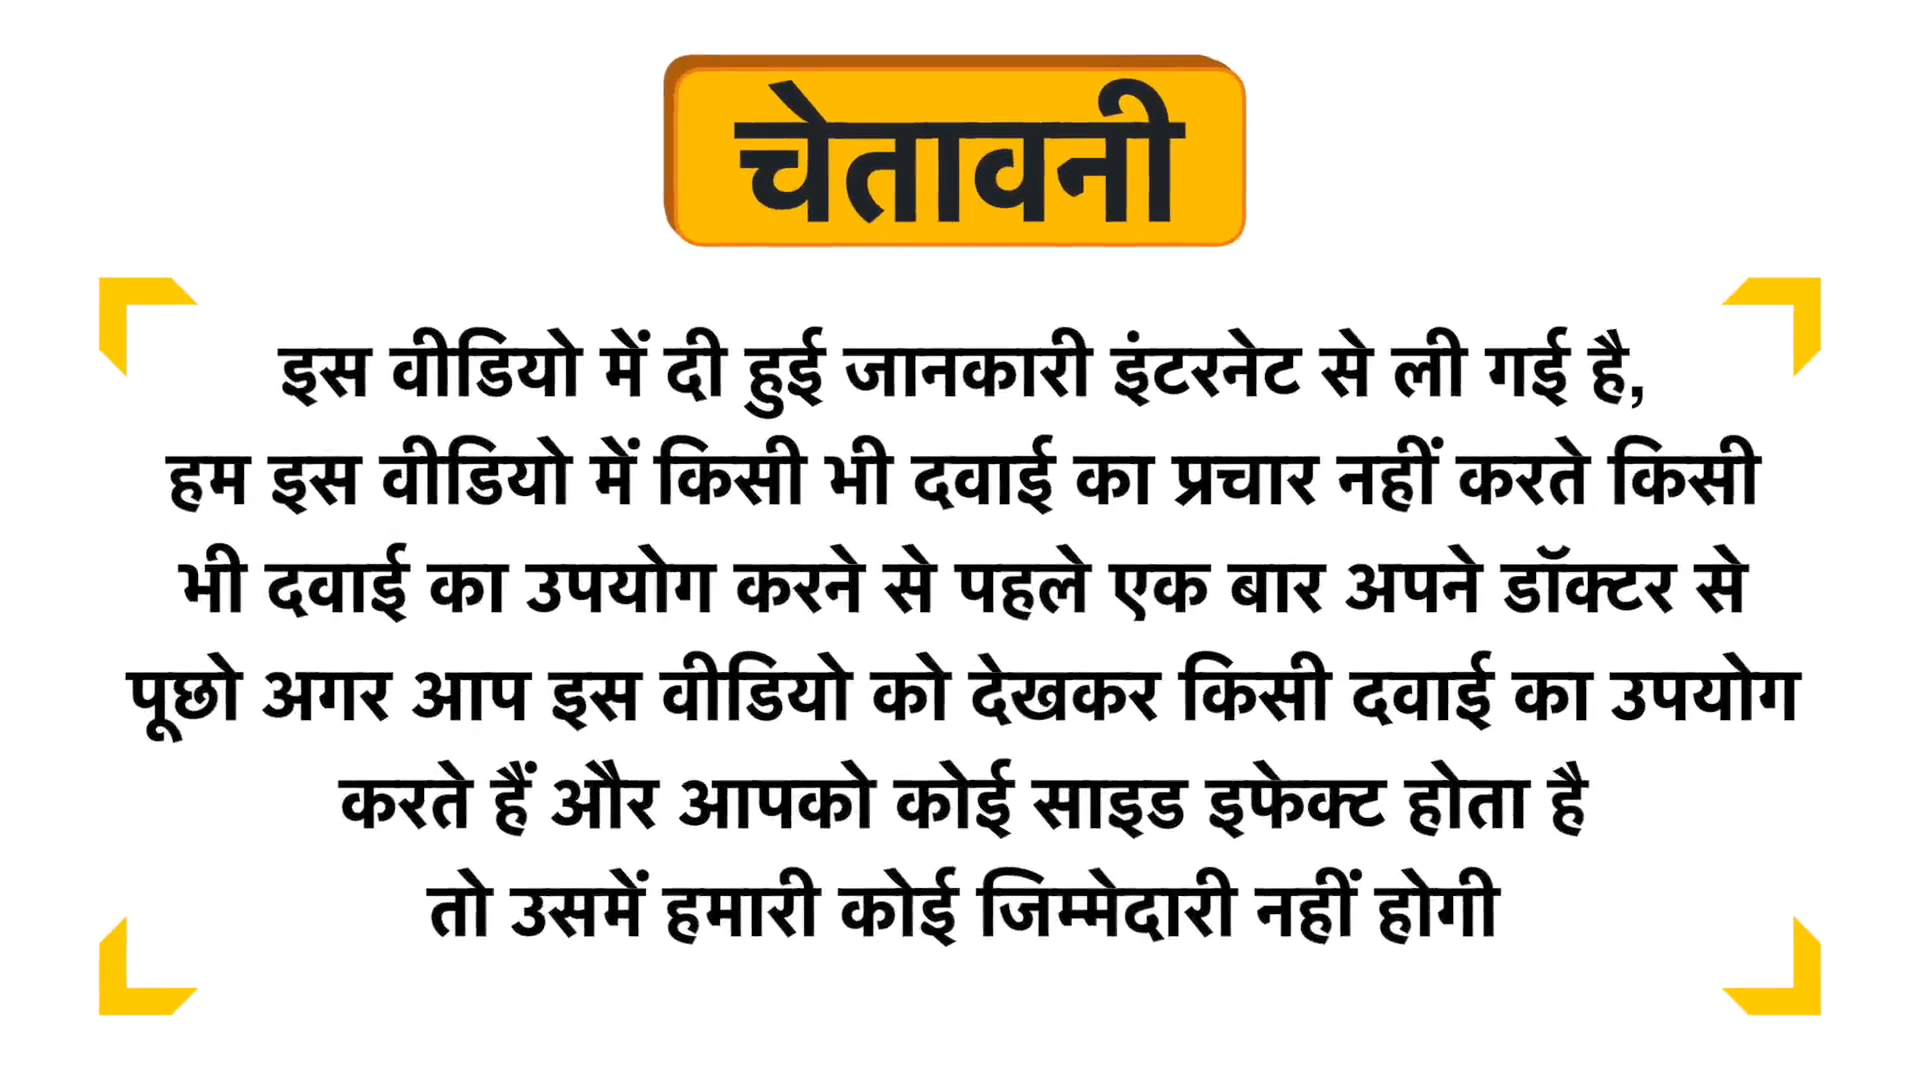 चेतावनी
इस वीडियो में दी हुई जानकारी इंटरनेट से ली गई है,
हम इस वीडियो में किसी भी दवाई का प्रचार नहीं करते किसी
भी दवाई का उपयोग करने से पहले एक बार अपने डॉक्टर से
पूछो अगर आप इस वीडियो को देखकर किसी दवाई का उपयोग
करते हैं और आपको कोई साइड इफेक्ट होता है
तो उसमें हमारी कोई जिम्मेदारी नहीं होगी